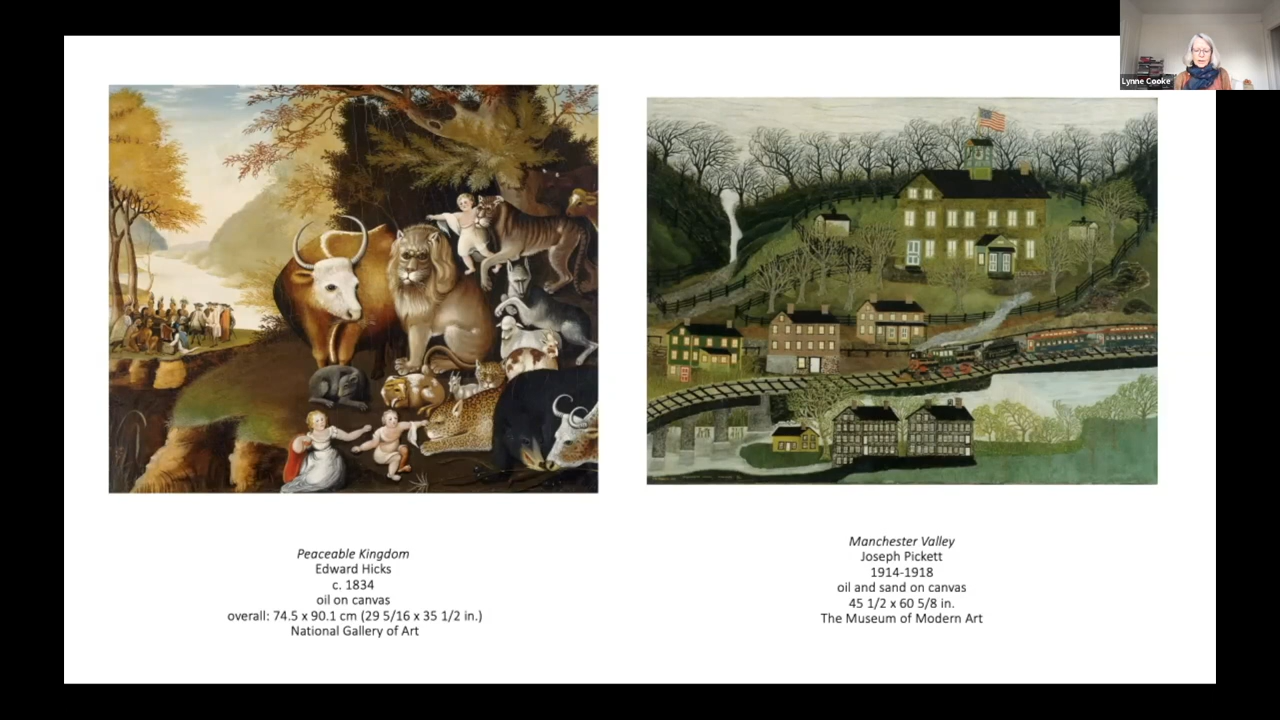 Lynne Cooke
Peaceable Kingdom
Edward Hicks
c. 1834
oil on canvas
overall: 74.5 x 90.1 cm (29 5/16 x 35 1/2 in.)
National Gallery of Art
Manchester Valley
Joseph Pickett
1914-1918
oil and sand on canvas
45 1/2 x 60 5/8 in.
The Museum of Modern Art